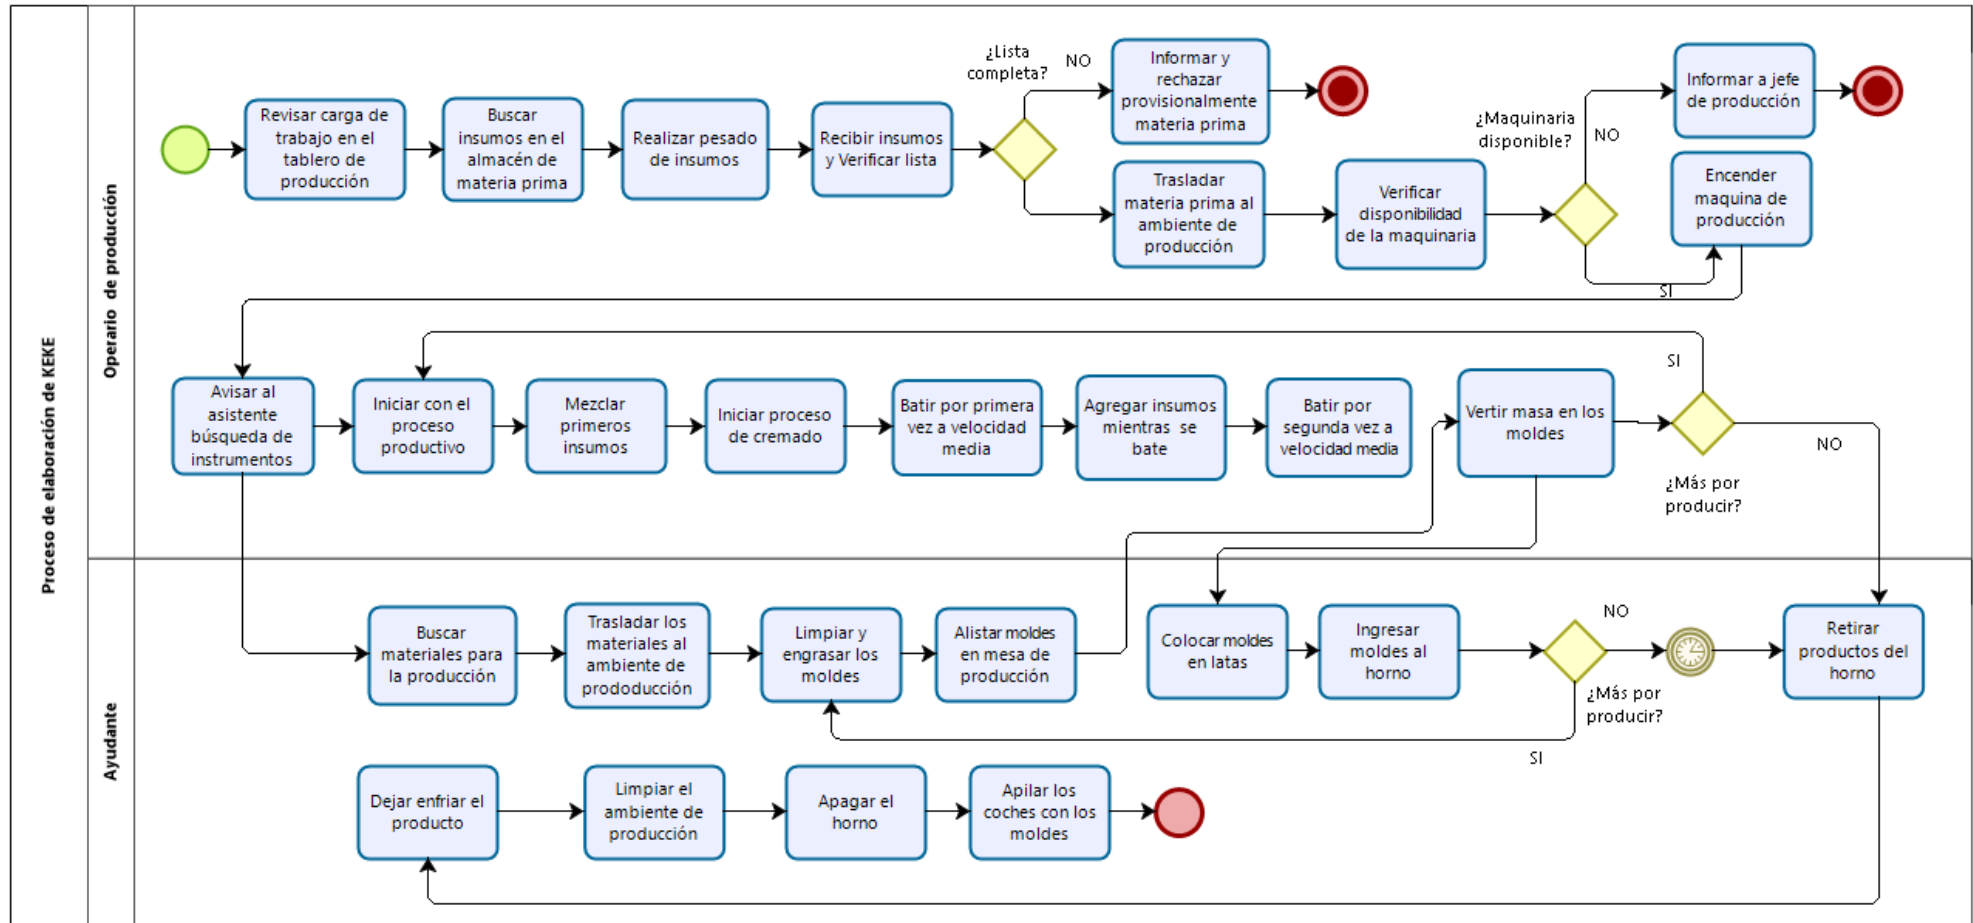 Proceso de elaboración de KEKE
Operario de producción
Revisar carga de
trabajo en el
tablero de
producción
Buscar
insumos en el
almacén de
materia prima
Realizar pesado
de insumos
Recibir insumos
y Verificar lista
¿Lista
completa?
NO
Informar y
rechazar
provisionalmente
materia prima
Trasladar
materia prima al
ambiente de
producción
Verificar
disponibilidad
de la maquinaria
¿Maquinaria
disponible?
NO
Informar a jefe
de producción
Encender
maquina de
producción
SI
Avisar al
asistente
búsqueda de
instrumentos
Iniciar con el
proceso
productivo
Mezclar
primeros
insumos
Iniciar proceso
de cremado
Batir por primera
vez a velocidad
media
Agregar insumos
mientras se
bate
Batir por
segunda vez a
velocidad media
Vertir masa en los
moldes
SI
NO
¿Más por
producir?
Ayudante
Buscar
materiales para
la producción
Trasladar los
materiales al
ambiente de
prododucción
Limpiar y
engrasar los
moldes
Alistar moldes
en mesa de
producción
Colocar moldes
en latas
Ingresar
moldes al
horno
NO
¿Más por
producir?
SI
Retirar
productos del
horno
Dejar enfriar el
producto
Limpiar el
ambiente de
producción
Apagar el
horno
Apilar los
coches con los
moldes